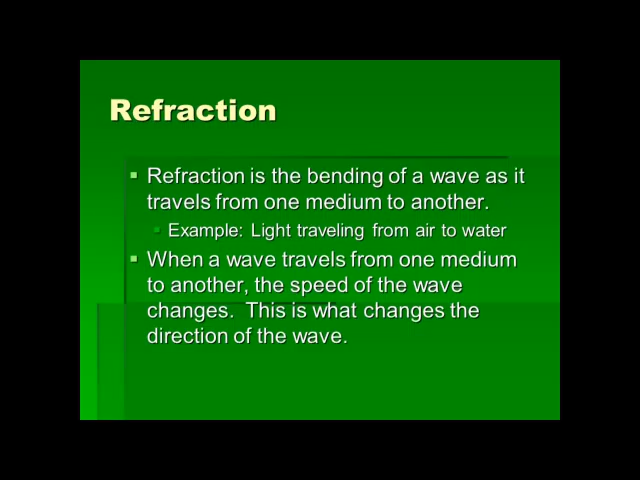 Refraction
Refraction is the bending of a wave as it
travels from one medium to another.
Example: Light traveling from air to water
When a wave travels from one medium
to another, the speed of the wave
changes. This is what changes the
direction of the wave.